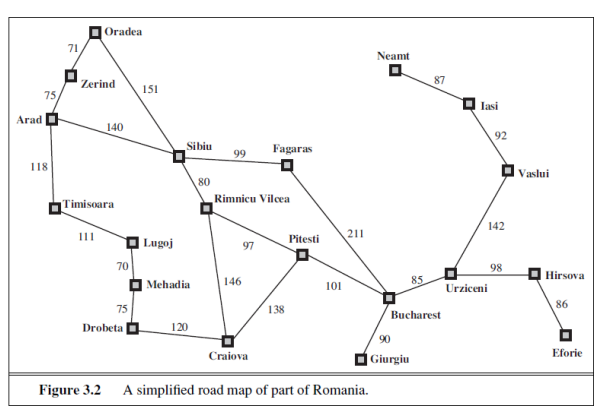 Oradea
71
Neamt
87
Zerind
151
Iasi
75
Arad
140
92
Sibiu
Fagaras
99
118
Vaslui
80
Timisoara
Rimnicu Vilcea
111
Lugoj
97
Pitesti
211
142
70
98
Mehadia
146
101
85
Hirsova
Urziceni
75
138
Bucharest
86
Drobeta
120
90
Craiova
Giurgiu
Eforie
Figure 3.2 A simplified road map of part of Romania.